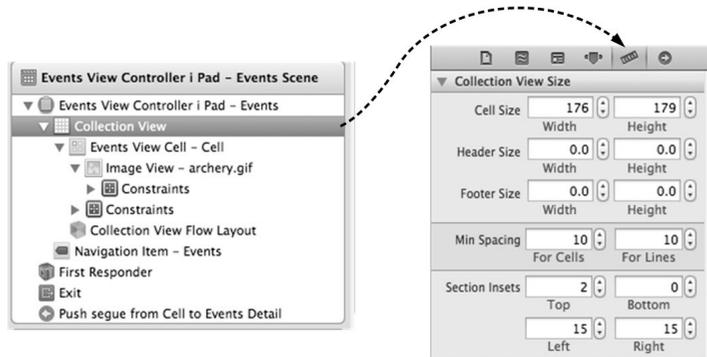 Events View Controller i Pad – Events Scene
Events View Controller i Pad – Events
Collection View
Events View Cell – Cell
Image View – archery.gif
Constraints
Constraints
Collection View Flow Layout
Navigation Item – Events
First Responder
Exit
Push segue from Cell to Events Detail
Collection View Size
Cell Size 176 179
Width Height
Header Size 0.0 0.0
Width Height
Footer Size 0.0 0.0
Width Height
Min Spacing 10 10
For Cells For Lines
Section Insets 2 0
Top Bottom
15 15
Left Right